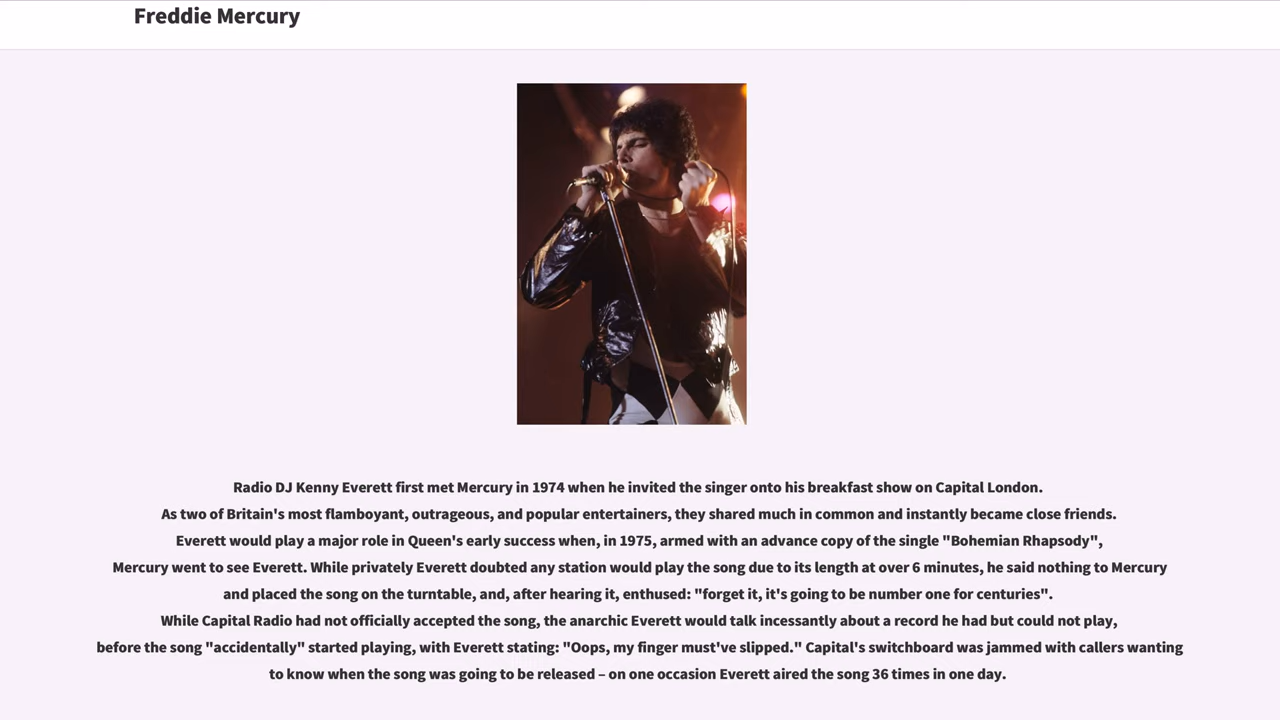 Freddie Mercury
Radio DJ Kenny Everett first met Mercury in 1974 when he invited the singer onto his breakfast show on Capital London.
As two of Britain's most flamboyant, outrageous, and popular entertainers, they shared much in common and instantly became close friends.
Everett would play a major role in Queen's early success when, in 1975, armed with an advance copy of the single "Bohemian Rhapsody",
Mercury went to see Everett. While privately Everett doubted any station would play the song due to its length at over 6 minutes, he said nothing to Mercury
and placed the song on the turntable, and, after hearing it, enthused: "forget it, it's going to be number one for centuries".
While Capital Radio had not officially accepted the song, the anarchic Everett would talk incessantly about a record he had but could not play,
before the song "accidentally" started playing, with Everett stating: "Oops, my finger must've slipped." Capital's switchboard was jammed with callers wanting
to know when the song was going to be released – on one occasion Everett aired the song 36 times in one day.